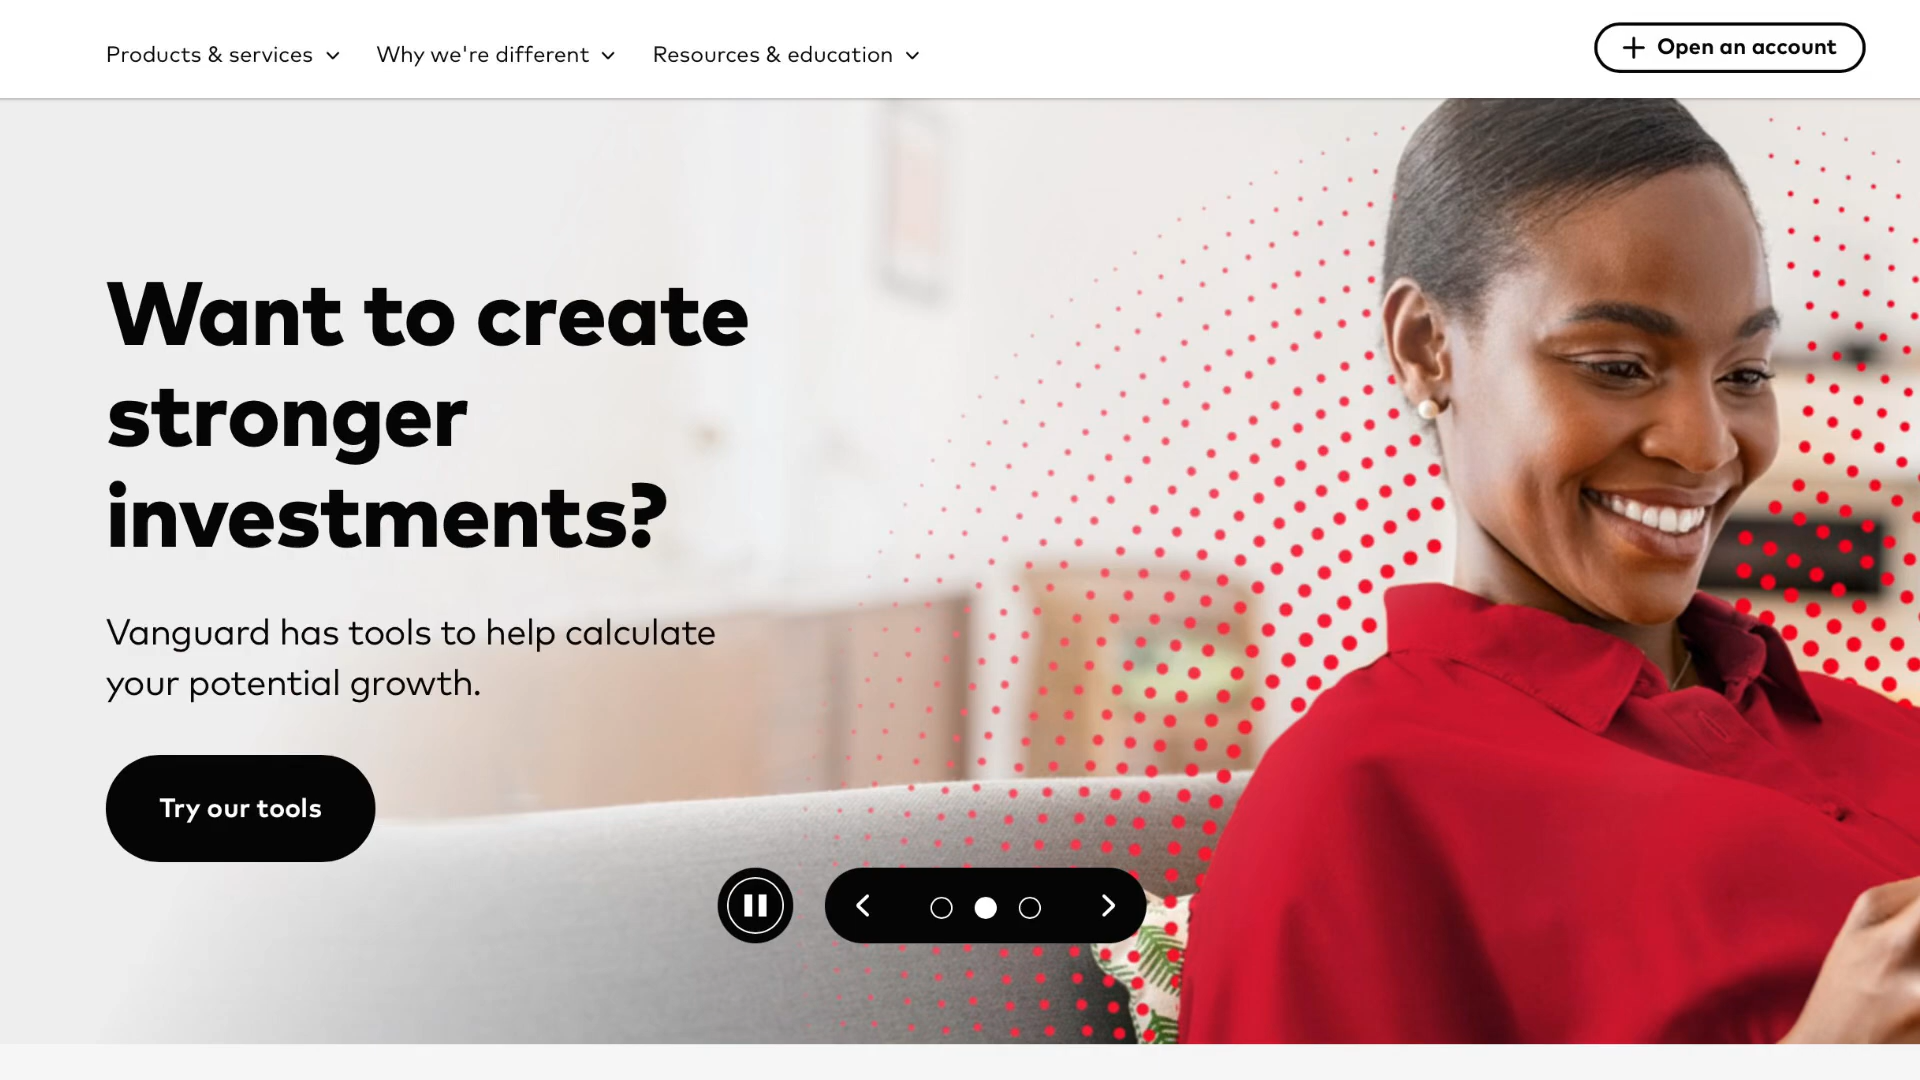 Products & services
Why we're different
Resources & education
Open an account
Want to create
stronger
investments?
Vanguard has tools to help calculate
your potential growth.
Try our tools